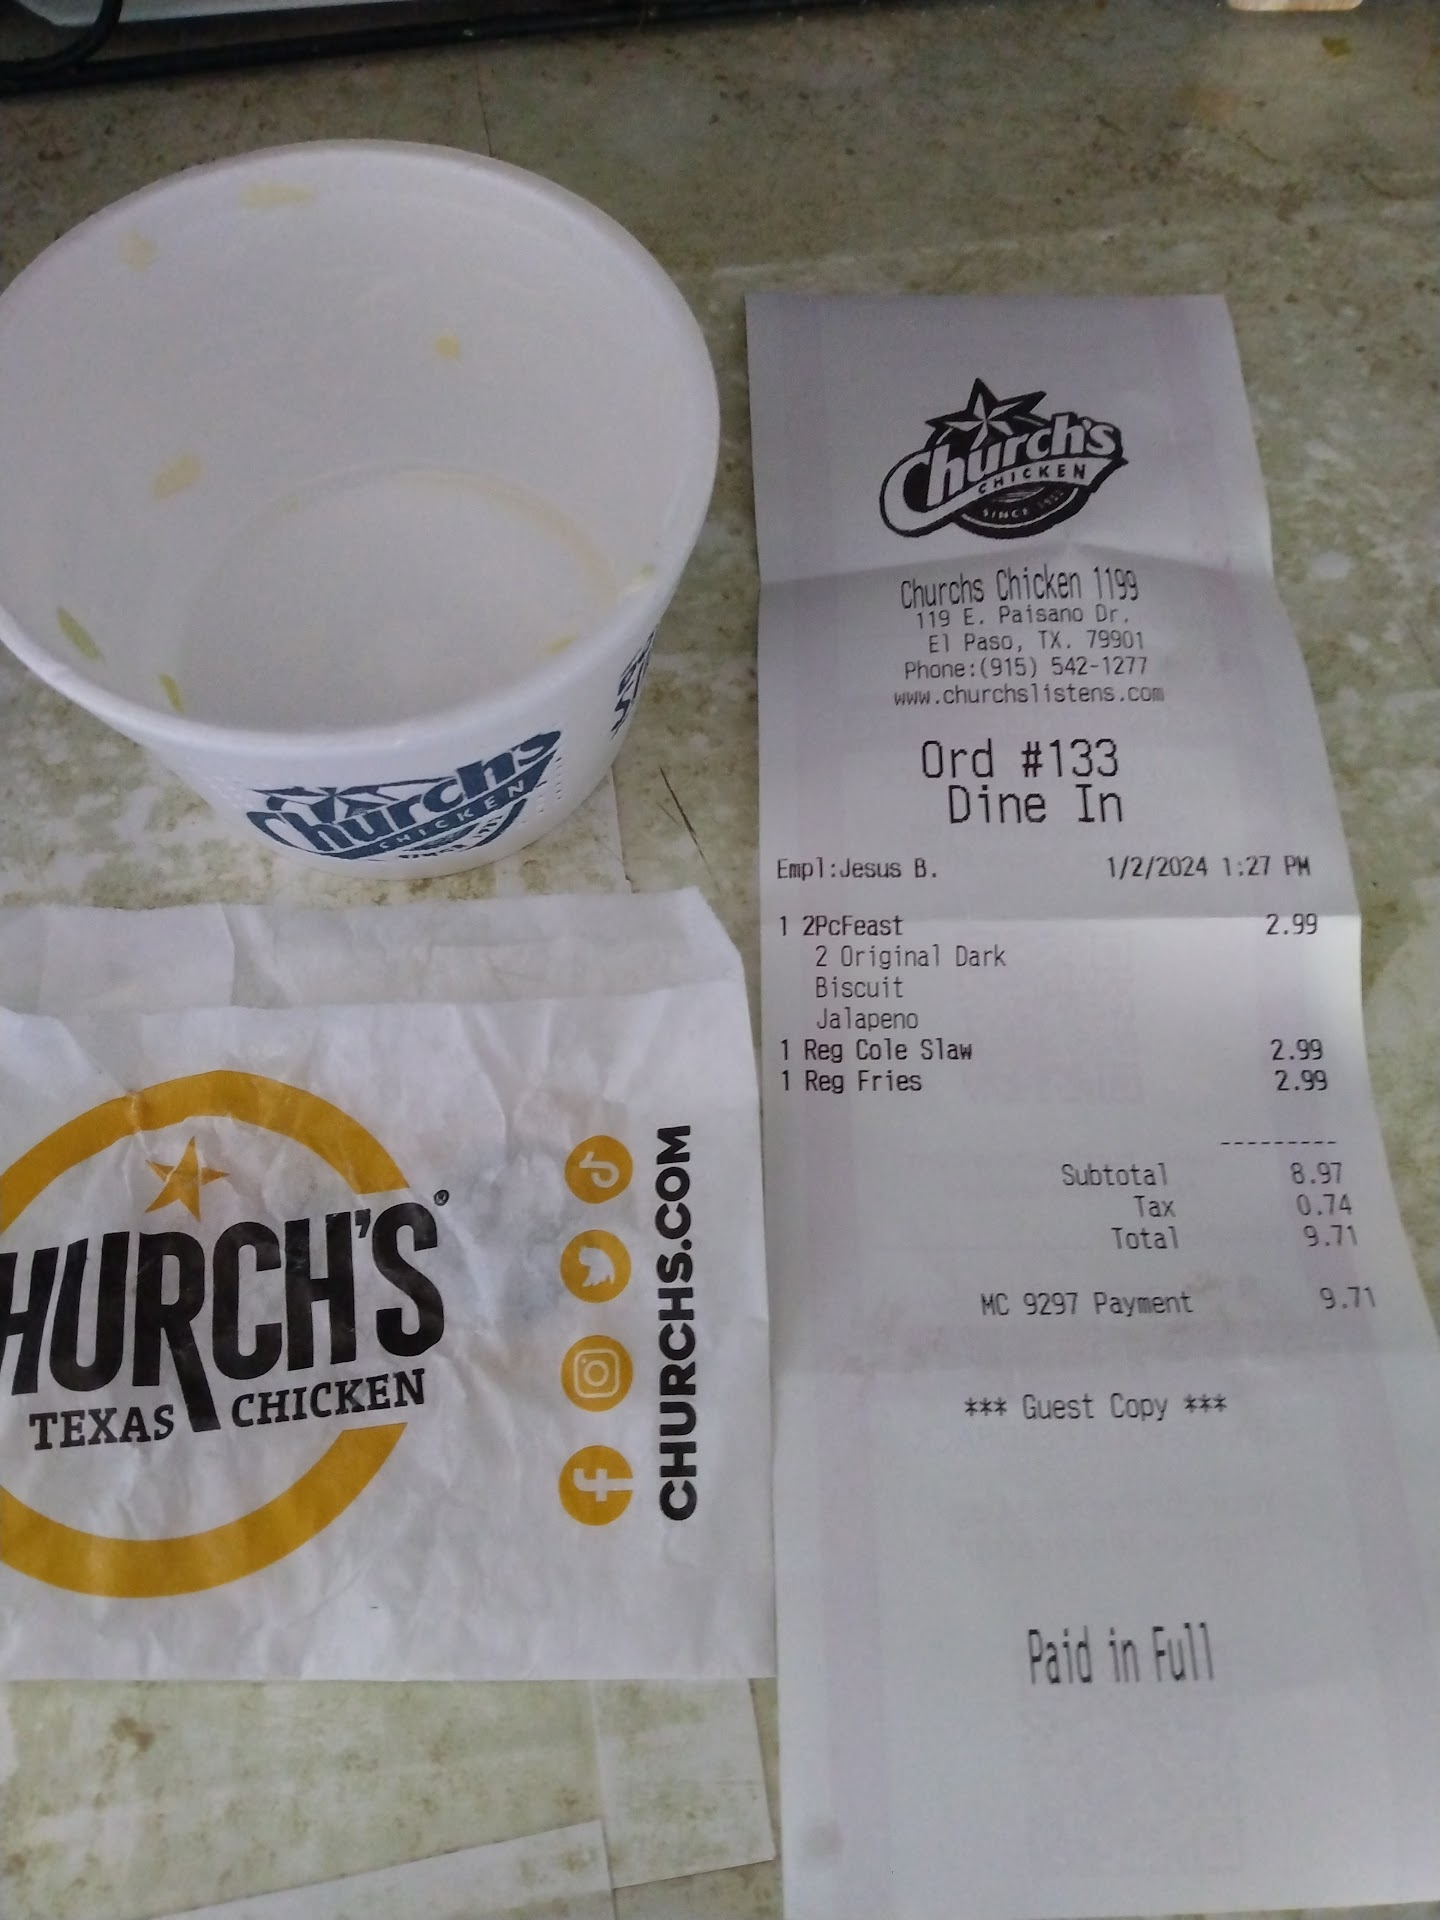 Church's
CHICKEN
SINCE 1952
Churchs Chicken 1199
119 E. Paisano Dr.
El Paso, TX. 79901
Phone:(915) 542-1277
www.churchslistens.com
Ord #133
Dine In
Empl:Jesus B. 1/2/2024 1:27 PM
1 2PcFeast 2.99
2 Original Dark
Biscuit
Jalapeno
1 Reg Cole Slaw 2.99
1 Reg Fries 2.99
---------
Subtotal 8.97
Tax 0.74
Total 9.71
MC 9297 Payment 9.71
*** Guest Copy ***
Paid in Full
Church's
CHICKEN
SINCE
HURCH'S®
TEXAS CHICKEN
CHURCHS.COM